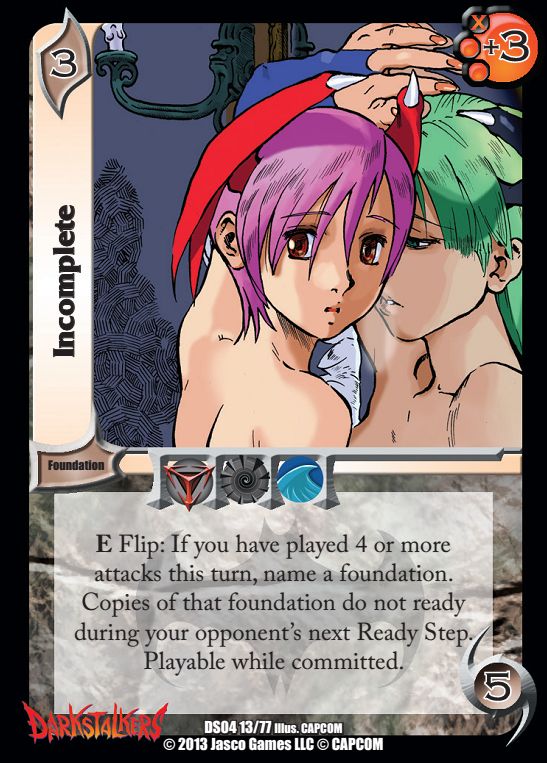 3
X
+3
Incomplete
Foundation
E Flip: If you have played 4 or more
attacks this turn, name a foundation.
Copies of that foundation do not ready
during your opponent's next Ready Step.
Playable while committed.
5
DARKSTALKERS
DS04 13/77 Illus. CAPCOM
© 2013 Jasco Games LLC © CAPCOM